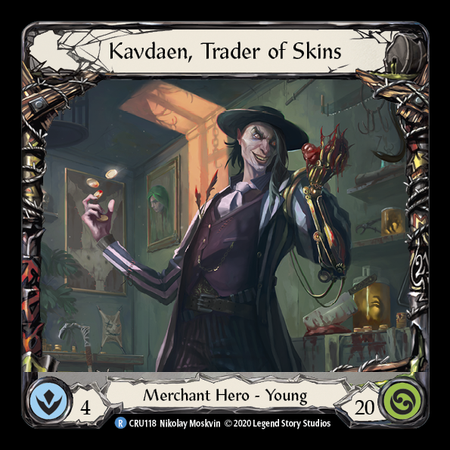 Kavdaen, Trader of Skins
4
Merchant Hero - Young
20
R CRU118 Nikolay Moskvin © 2020 Legend Story Studios